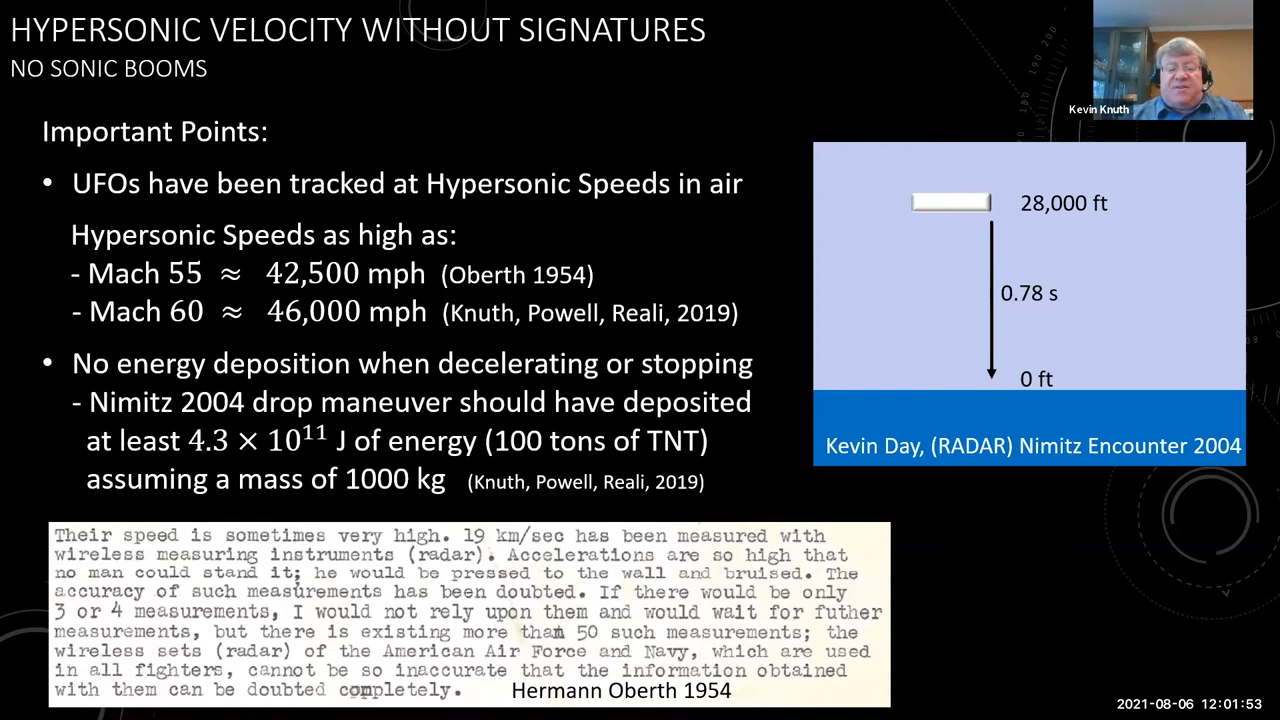 HYPERSONIC VELOCITY WITHOUT SIGNATURES
NO SONIC BOOMS
Kevin Knuth
Important Points:
• UFOs have been tracked at Hypersonic Speeds in air
Hypersonic Speeds as high as:
- Mach 55 ≈ 42,500 mph (Oberth 1954)
- Mach 60 ≈ 46,000 mph (Knuth, Powell, Reali, 2019)
• No energy deposition when decelerating or stopping
- Nimitz 2004 drop maneuver should have deposited
at least 4.3 × 10¹¹ J of energy (100 tons of TNT)
assuming a mass of 1000 kg (Knuth, Powell, Reali, 2019)
28,000 ft
0.78 s
0 ft
Kevin Day, (RADAR) Nimitz Encounter 2004
Their speed is sometimes very high. 19 km/sec has been measured with
wireless measuring instruments (radar). Accelerations are so high that
no man could stand it; he would be pressed to the wall and bruised. The
accuracy of such measurements has been doubted. If there would be only
3 or 4 measurements, I would not rely upon them and would wait for futher
measurements, but there is existing more than 50 such measurements; the
wireless sets (radar) of the American Air Force and Navy, which are used
in all fighters, cannot be so inaccurate that the information obtained
with them can be doubted completely.
Hermann Oberth 1954
2021-08-06 12:01:53